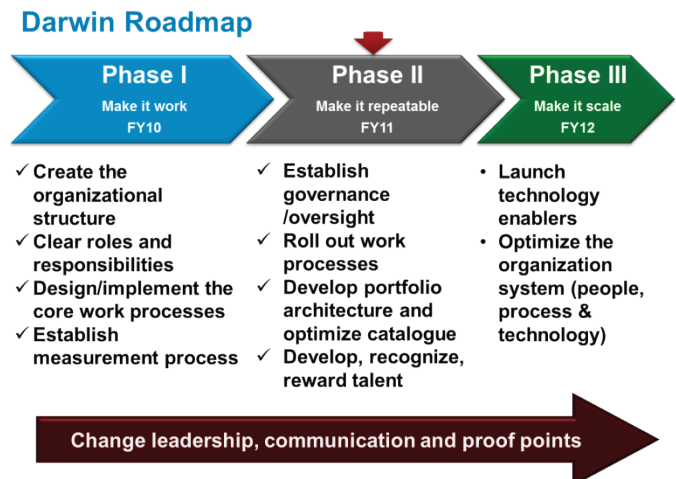 Darwin Roadmap
Phase I
Make it work
FY10
Phase II
Make it repeatable
FY11
Phase III
Make it scale
FY12
✓ Create the
organizational
structure
✓ Clear roles and
responsibilities
✓ Design/implement the
core work processes
✓ Establish
measurement process
✓ Establish
governance
/oversight
✓ Roll out work
processes
✓ Develop portfolio
architecture and
optimize catalogue
✓ Develop, recognize,
reward talent
• Launch
technology
enablers
• Optimize the
organization
system (people,
process &
technology)
Change leadership, communication and proof points